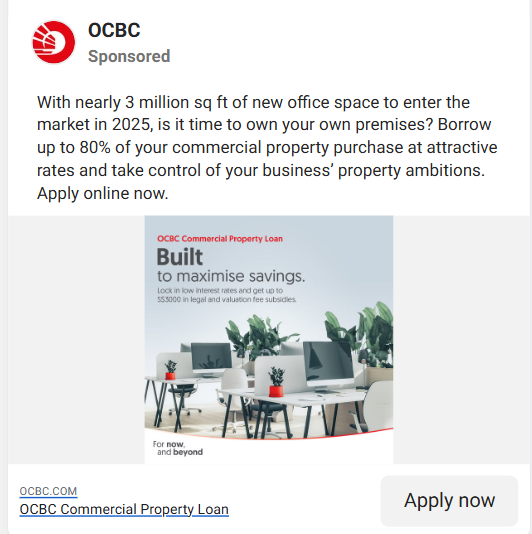 OCBC
Sponsored
With nearly 3 million sq ft of new office space to enter the
market in 2025, is it time to own your own premises? Borrow
up to 80% of your commercial property purchase at attractive
rates and take control of your business’ property ambitions.
Apply online now.
OCBC Commercial Property Loan
Built
to maximise savings.
Lock in low interest rates and get up to
S$3000 in legal and valuation fee subsidies.
For now,
and beyond
OCBC.COM
OCBC Commercial Property Loan
Apply now